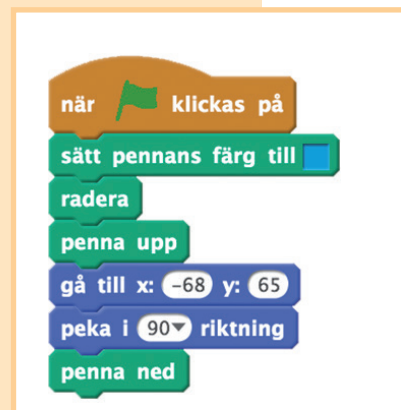 när klickas på
sätt pennans färg till
radera
penna upp
gå till x: -68 y: 65
peka i 90 riktning
penna ned